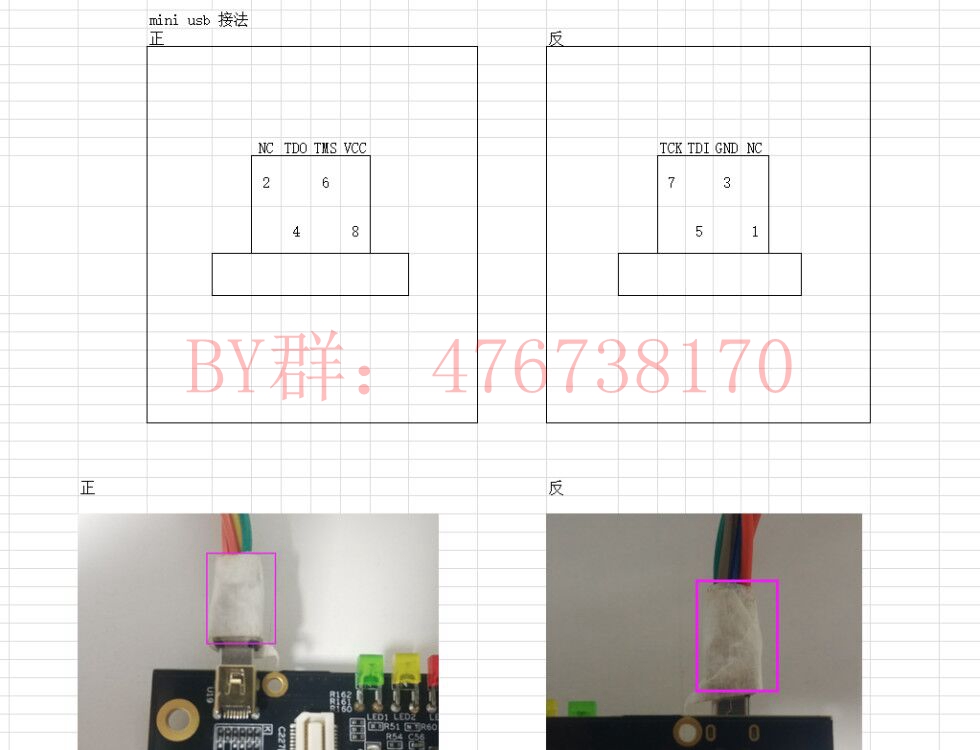 mini usb 接法
正
反
NC TDO TMS VCC
TCK TDI GND NC
2 6
7 3
4 8
5 1
BY群：476738170
正
反
U19
R162
R161
R160
LED1 LED2 LE
R51 R60
R54 C56
C227